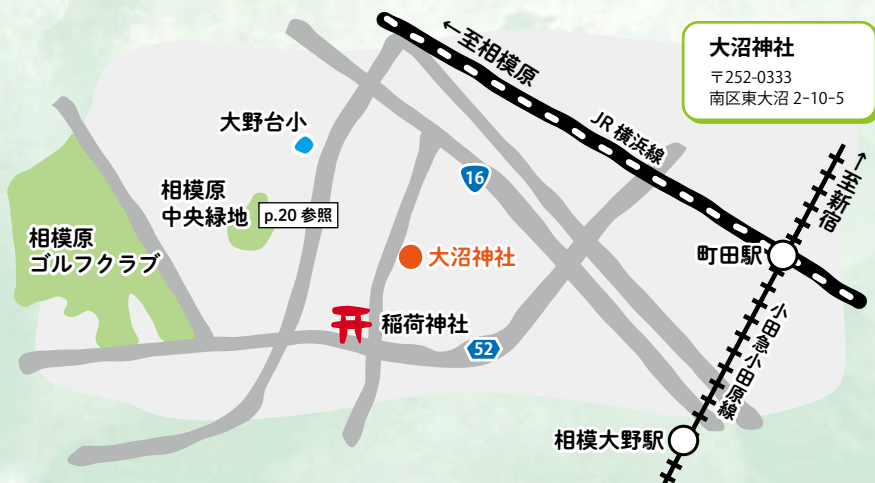 ←至相模原
大沼神社
〒252-0333
南区東大沼 2-10-5
大野台小
JR 横浜線
→至新宿
16
相模原
中央緑地
p.20 参照
相模原
ゴルフクラブ
大沼神社
町田駅
稲荷神社
52
小田急小田原線
相模大野駅